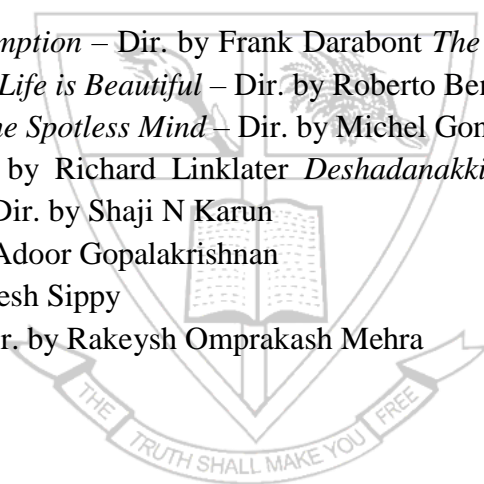 mption – Dir. by Frank Darabont The
Life is Beautiful – Dir. by Roberto Ber
e Spotless Mind – Dir. by Michel Gon
by Richard Linklater Deshadanakki
Dir. by Shaji N Karun
Adoor Gopalakrishnan
esh Sippy
r. by Rakeysh Omprakash Mehra
THE TRUTH SHALL MAKE YOU FREE